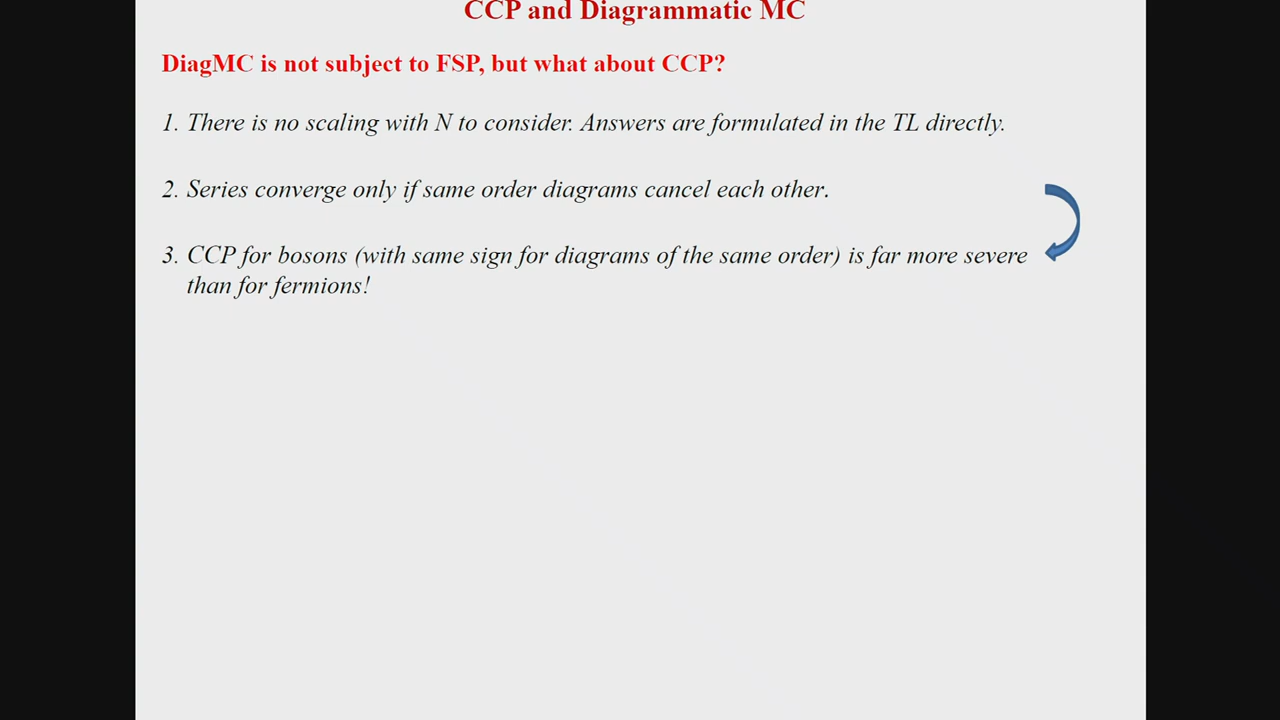 CCP and Diagrammatic MC
DiagMC is not subject to FSP, but what about CCP?
1. There is no scaling with N to consider. Answers are formulated in the TL directly.
2. Series converge only if same order diagrams cancel each other.
3. CCP for bosons (with same sign for diagrams of the same order) is far more severe
than for fermions!